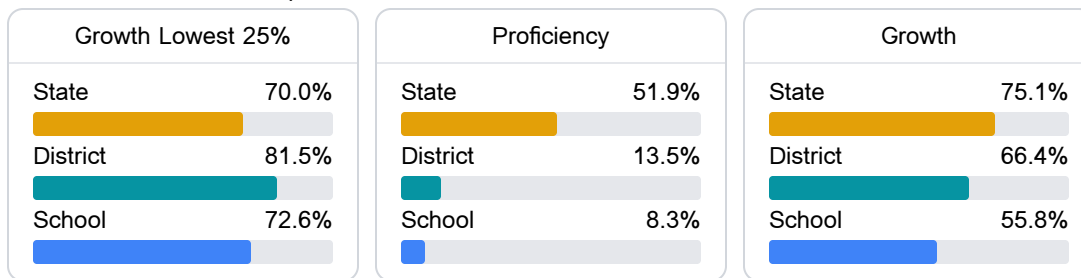 Growth Lowest 25%
State 70.0%
District 81.5%
School 72.6%
Proficiency
State 51.9%
District 13.5%
School 8.3%
Growth
State 75.1%
District 66.4%
School 55.8%